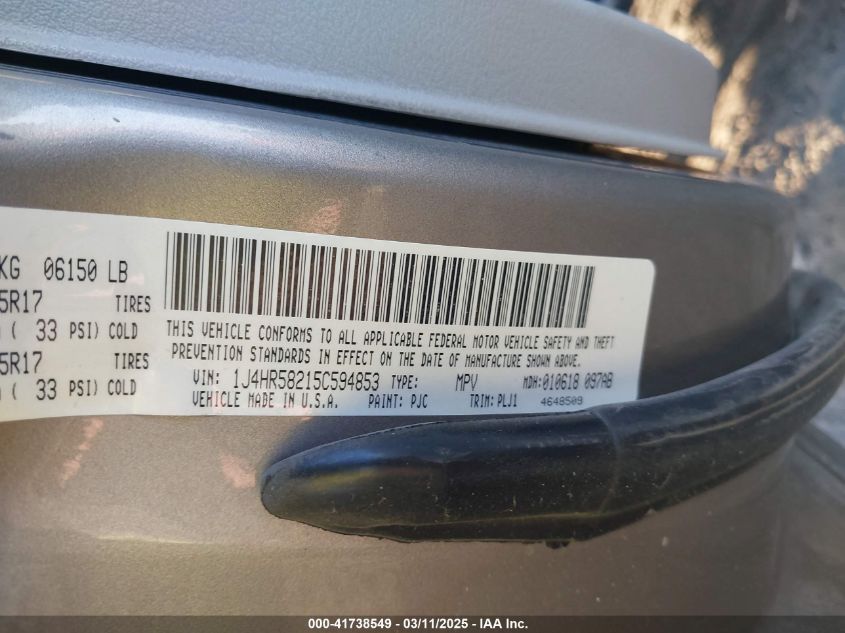 KG 06150 LB
5R17 TIRES
( 33 PSI) COLD
5R17 TIRES
( 33 PSI) COLD
THIS VEHICLE CONFORMS TO ALL APPLICABLE FEDERAL MOTOR VEHICLE SAFETY AND THEFT
PREVENTION STANDARDS IN EFFECT ON THE DATE OF MANUFACTURE SHOWN ABOVE.
VIN: 1J4HR58215C594853 TYPE: MPV MDH:010618 097AB
VEHICLE MADE IN U.S.A. PAINT: PJC TRIM: PLJ1 4648509
000-41738549 - 03/11/2025 - IAA Inc.